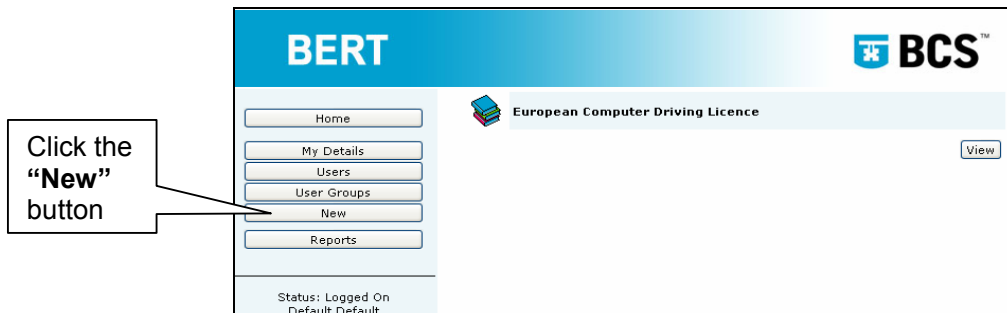 BERT
BCS™
European Computer Driving Licence
View
Home
My Details
Users
User Groups
New
Reports
Status: Logged On
Default Default
Click the
“New”
button